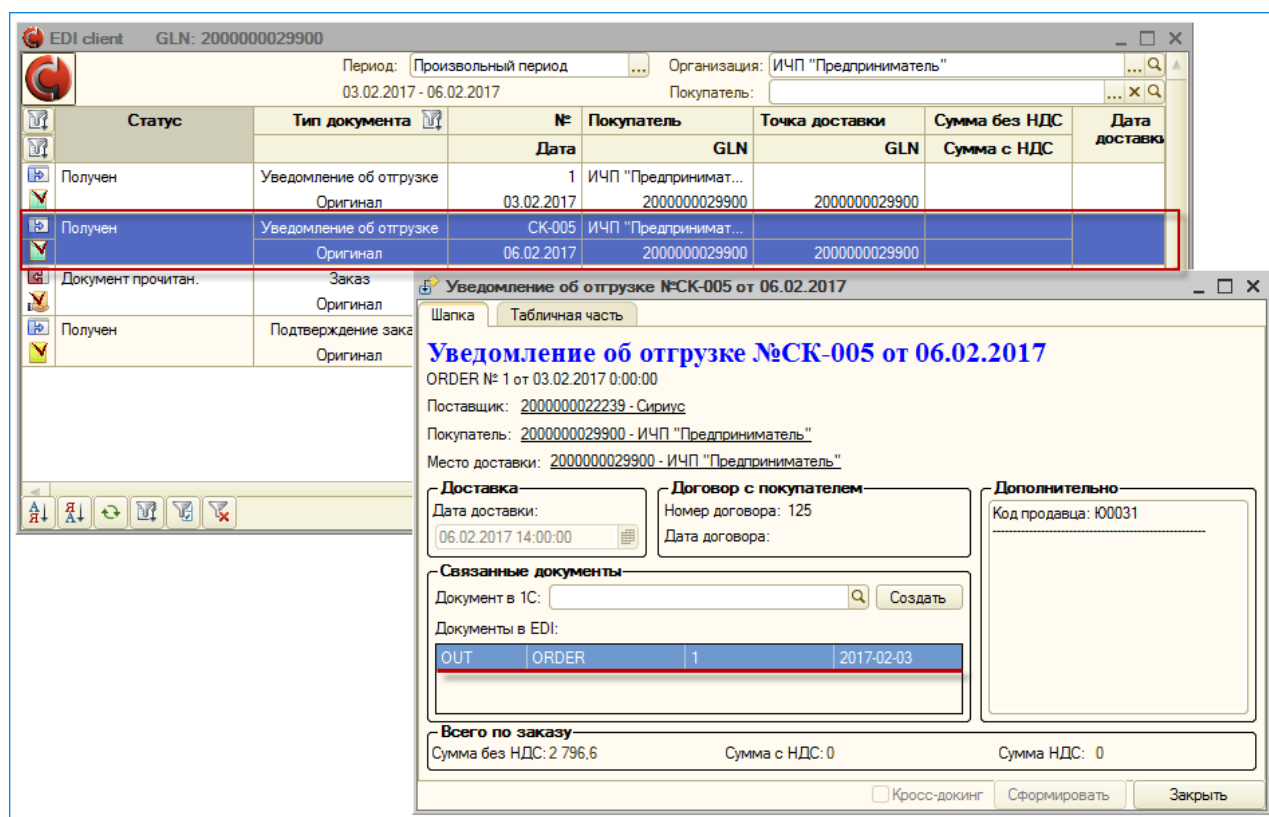 EDI client GLN: 2000000029900
Период: Произвольный период ... Организация: ИЧП "Предприниматель" ...
03.02.2017 - 06.02.2017 Покупатель: ...
Статус Тип документа № Покупатель Точка доставки Сумма без НДС Дата доставки
Дата GLN GLN Сумма с НДС
Получен Уведомление об отгрузке 1 ИЧП "Предпринимат...
Оригинал 03.02.2017 2000000029900 2000000029900
Получен Уведомление об отгрузке СК-005 ИЧП "Предпринимат...
Оригинал 06.02.2017 2000000029900 2000000029900
Документ прочитан. Заказ
Оригинал
Получен Подтверждение зака
Оригинал
Уведомление об отгрузке №СК-005 от 06.02.2017
Шапка Табличная часть
Уведомление об отгрузке №СК-005 от 06.02.2017
ORDER № 1 от 03.02.2017 0:00:00
Поставщик: 2000000022239 - Сириус
Покупатель: 2000000029900 - ИЧП "Предприниматель"
Место доставки: 2000000029900 - ИЧП "Предприниматель"
Доставка Договор с покупателем Дополнительно
Дата доставки: Номер договора: 125 Код продавца: Ю0031
06.02.2017 14:00:00 Дата договора:
Связанные документы
Документ в 1С: Создать
Документы в EDI:
OUT ORDER 1 2017-02-03
Всего по заказу
Сумма без НДС: 2 796,6 Сумма с НДС: 0 Сумма НДС: 0
Кросс-докинг Сформировать Закрыть